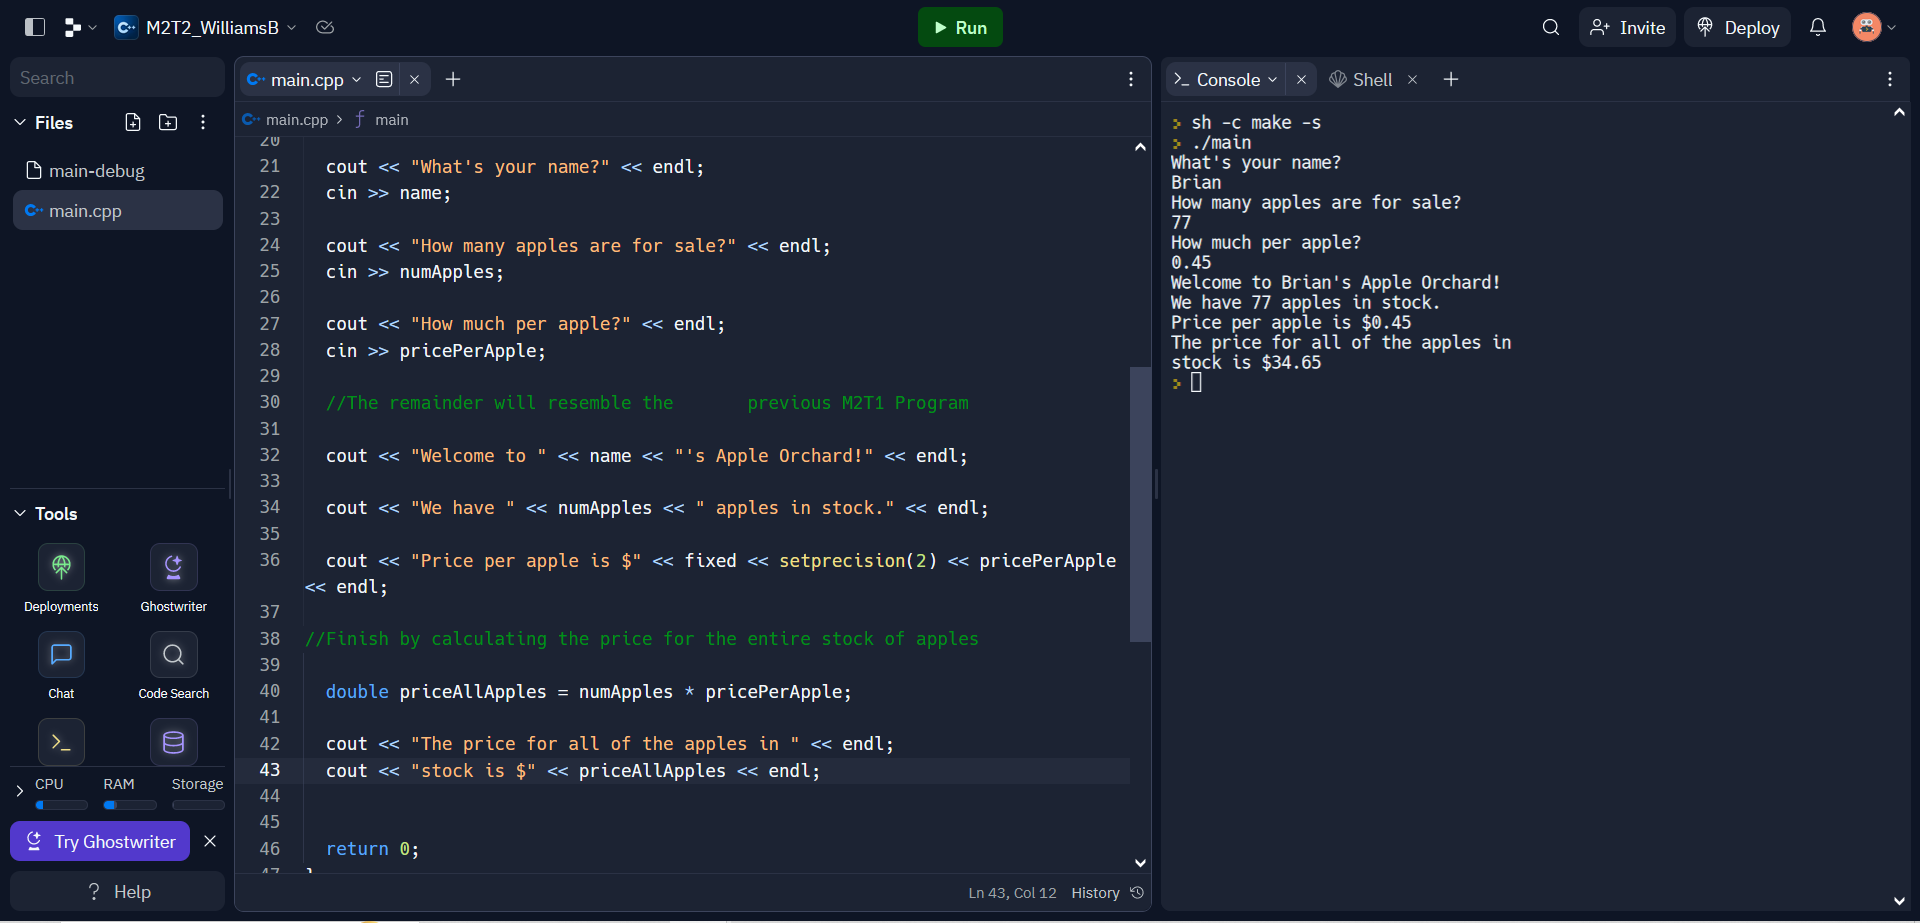 M2T2_WilliamsB
Run
Invite
Deploy
Search
Files
main-debug
main.cpp
Tools
Deployments
Ghostwriter
Chat
Code Search
CPU RAM Storage
Try Ghostwriter
? Help
main.cpp
main.cpp > ƒ main
20
21 cout << "What's your name?" << endl;
22 cin >> name;
23
24 cout << "How many apples are for sale?" << endl;
25 cin >> numApples;
26
27 cout << "How much per apple?" << endl;
28 cin >> pricePerApple;
29
30 //The remainder will resemble the       previous M2T1 Program
31
32 cout << "Welcome to " << name << "'s Apple Orchard!" << endl;
33
34 cout << "We have " << numApples << " apples in stock." << endl;
35
36 cout << "Price per apple is $" << fixed << setprecision(2) << pricePerApple
<< endl;
37
38 //Finish by calculating the price for the entire stock of apples
39
40 double priceAllApples = numApples * pricePerApple;
41
42 cout << "The price for all of the apples in " << endl;
43 cout << "stock is $" << priceAllApples << endl;
44
45
46 return 0;
47 }
Ln 43, Col 12 History
Console
Shell
> sh -c make -s
> ./main
What's your name?
Brian
How many apples are for sale?
77
How much per apple?
0.45
Welcome to Brian's Apple Orchard!
We have 77 apples in stock.
Price per apple is $0.45
The price for all of the apples in
stock is $34.65
>